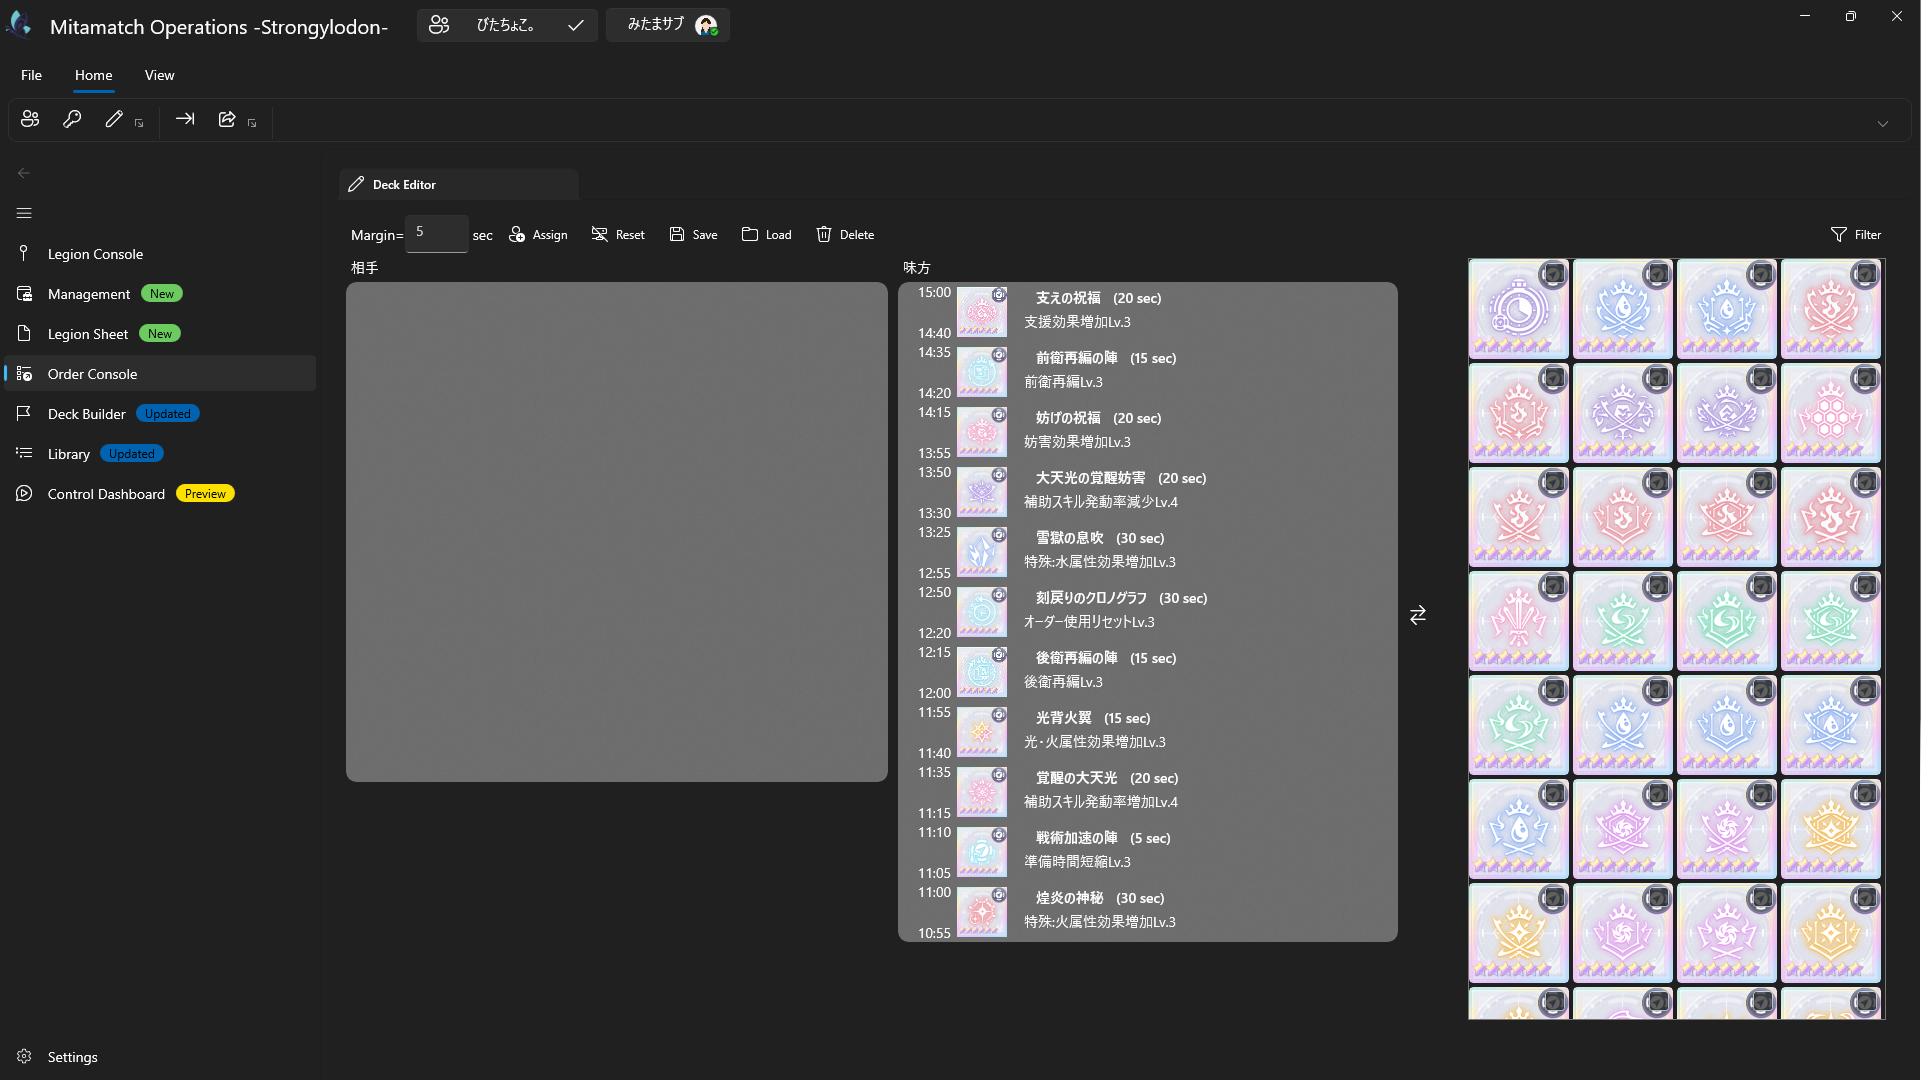 Mitamatch Operations -Strongylodon-
ぴたちょこ。
みたまサブ
File
Home
View
Legion Console
Management New
Legion Sheet New
Order Console
Deck Builder Updated
Library Updated
Control Dashboard Preview
Settings
Deck Editor
Margin= 5 sec
Assign
Reset
Save
Load
Delete
Filter
相手
味方
15:00 支えの祝福 (20 sec)
支援効果増加Lv.3
14:40
14:35 前衛再編の陣 (15 sec)
前衛再編Lv.3
14:20
14:15 妨げの祝福 (20 sec)
妨害効果増加Lv.3
13:55
13:50 大天光の覚醒妨害 (20 sec)
補助スキル発動率減少Lv.4
13:30
13:25 雪獄の息吹 (30 sec)
特殊:水属性効果増加Lv.3
12:55
12:50 刻戻りのクロノグラフ (30 sec)
オーダー使用リセットLv.3
12:20
12:15 後衛再編の陣 (15 sec)
後衛再編Lv.3
12:00
11:55 光背火翼 (15 sec)
光・火属性効果増加Lv.3
11:40
11:35 覚醒の大天光 (20 sec)
補助スキル発動率増加Lv.4
11:15
11:10 戦術加速の陣 (5 sec)
準備時間短縮Lv.3
11:05
11:00 煌炎の神秘 (30 sec)
特殊:火属性効果増加Lv.3
10:55